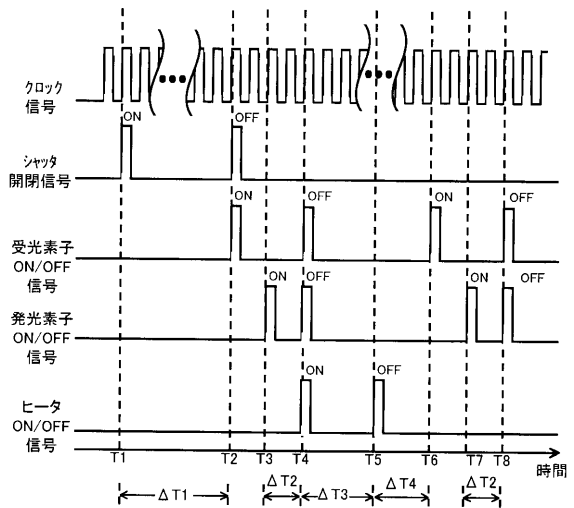 クロック
信号
ON
OFF
シャッタ
開閉信号
ON
OFF
ON
OFF
受光素子
ON/OFF
信号
ON
OFF
ON
OFF
発光素子
ON/OFF
信号
ON
OFF
ヒータ
ON/OFF
信号
T1
T2
T3
T4
T5
T6
T7
T8
時間
ΔT1
ΔT2
ΔT3
ΔT4
ΔT2